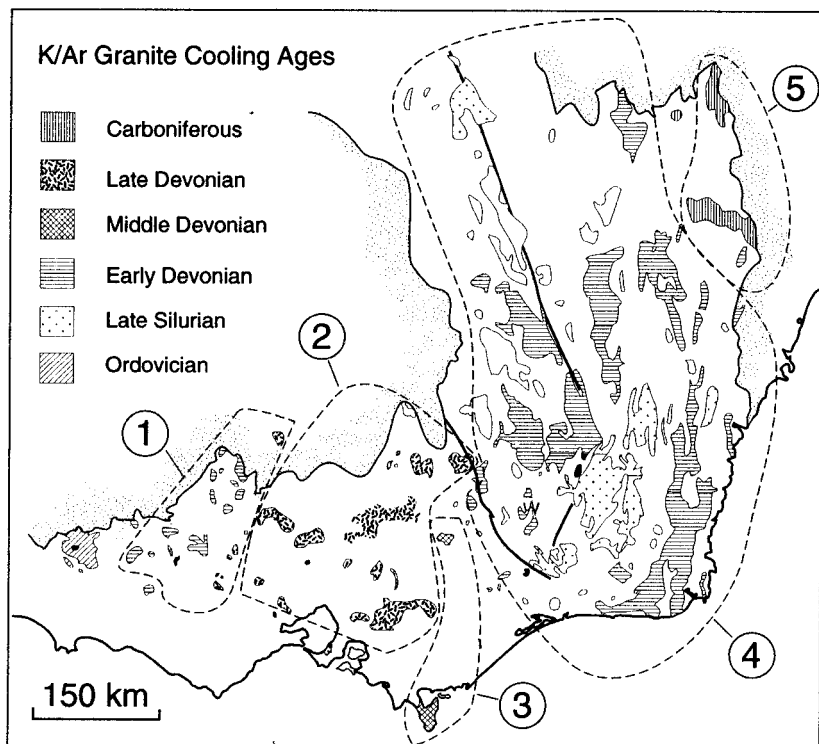 K/Ar Granite Cooling Ages
Carboniferous
Late Devonian
Middle Devonian
Early Devonian
Late Silurian
Ordovician
1
2
3
4
5
150 km